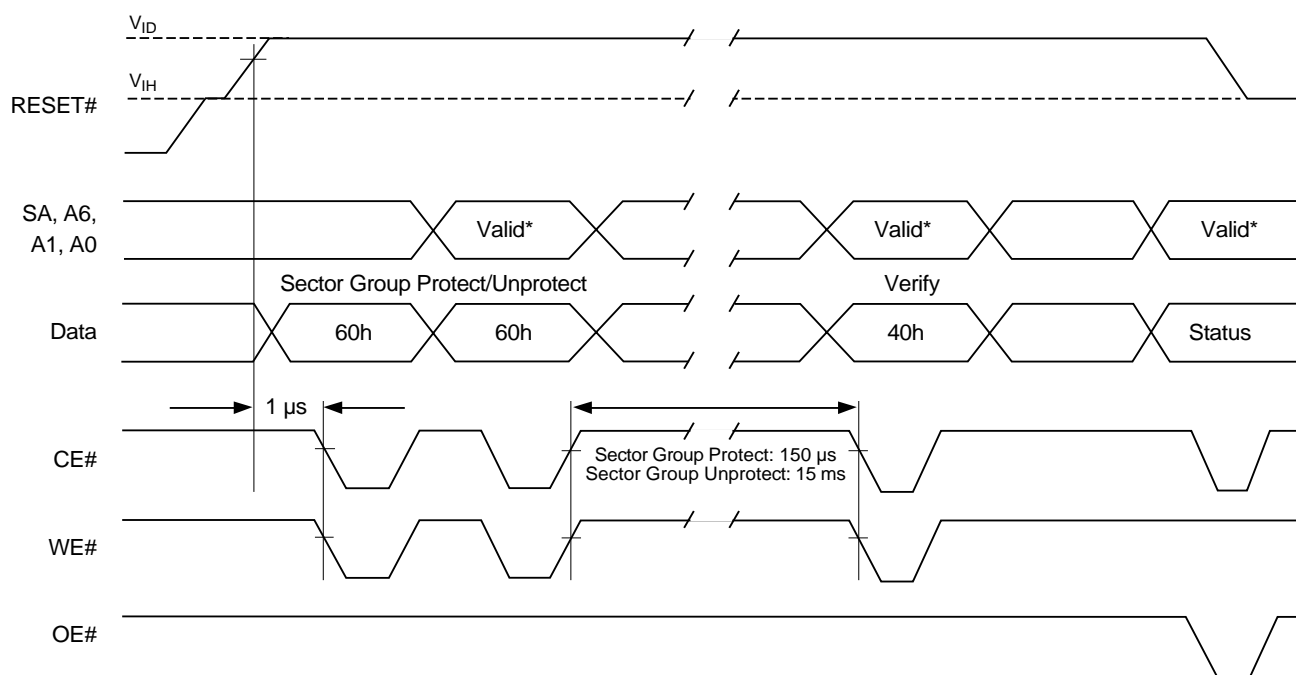 VID
VIH
RESET#
SA, A6,
A1, A0
Valid*
Valid*
Valid*
Sector Group Protect/Unprotect
Verify
Data
60h
60h
40h
Status
1 µs
CE#
Sector Group Protect: 150 µs
Sector Group Unprotect: 15 ms
WE#
OE#